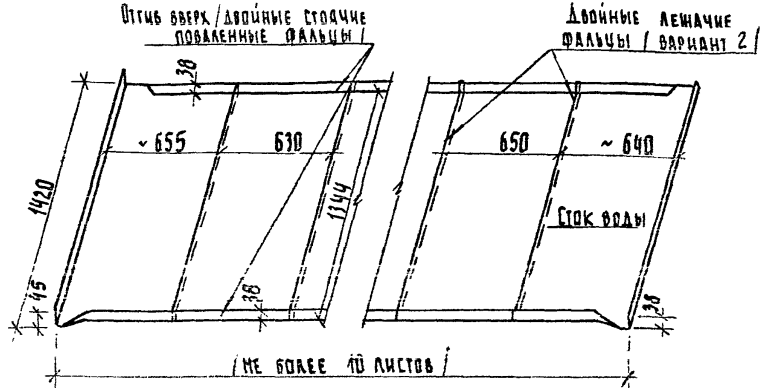 Отгив вверх / двойные стоячие
поваленные фальцы /
Двойные лежачие
фальцы / вариант 2 /
38
~ 655
630
650
~ 640
1420
1344
Сток воды
45
38
38
/ не более 10 листов /